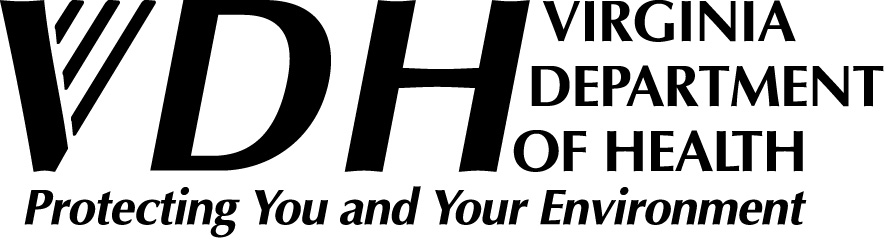 VDH
VIRGINIA
DEPARTMENT
OF HEALTH
Protecting You and Your Environment